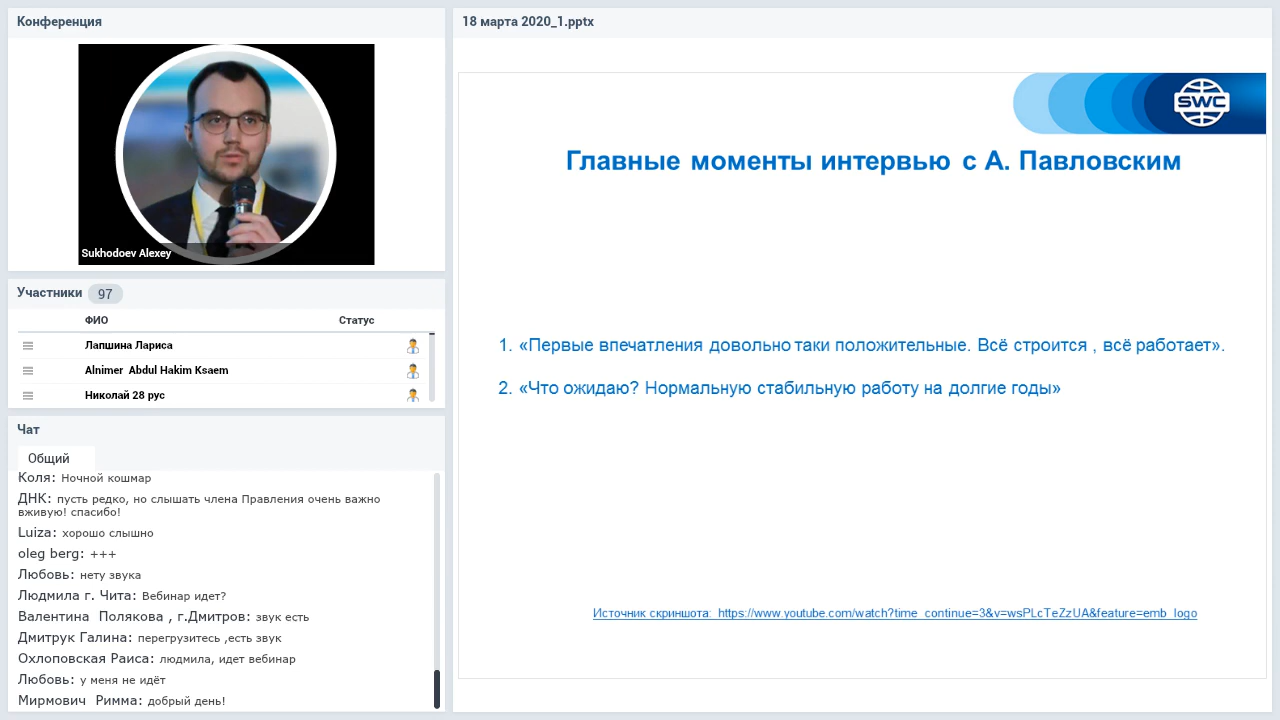 Конференция
Sukhodoev Alexey
Участники 97
ФИО Статус
Лапшина Лариса
Alnimer Abdul Hakim Ksaem
Николай 28 рус
Чат
Общий
Коля: Ночной кошмар
ДНК: пусть редко, но слышать члена Правления очень важно
вживую! спасибо!
Luiza: хорошо слышно
oleg berg: +++
Любовь: нету звука
Людмила г. Чита: Вебинар идет?
Валентина Полякова , г.Дмитров: звук есть
Дмитрук Галина: перегрузитесь ,есть звук
Охлоповская Раиса: людмила, идет вебинар
Любовь: у меня не идёт
Мирмович Римма: добрый день!
18 марта 2020_1.pptx
SWC
Главные моменты интервью с А. Павловским
1. «Первые впечатления довольно таки положительные. Всё строится , всё работает».
2. «Что ожидаю? Нормальную стабильную работу на долгие годы»
Источник скриншота: https://www.youtube.com/watch?time_continue=3&v=wsPLcTeZzUA&feature=emb_logo